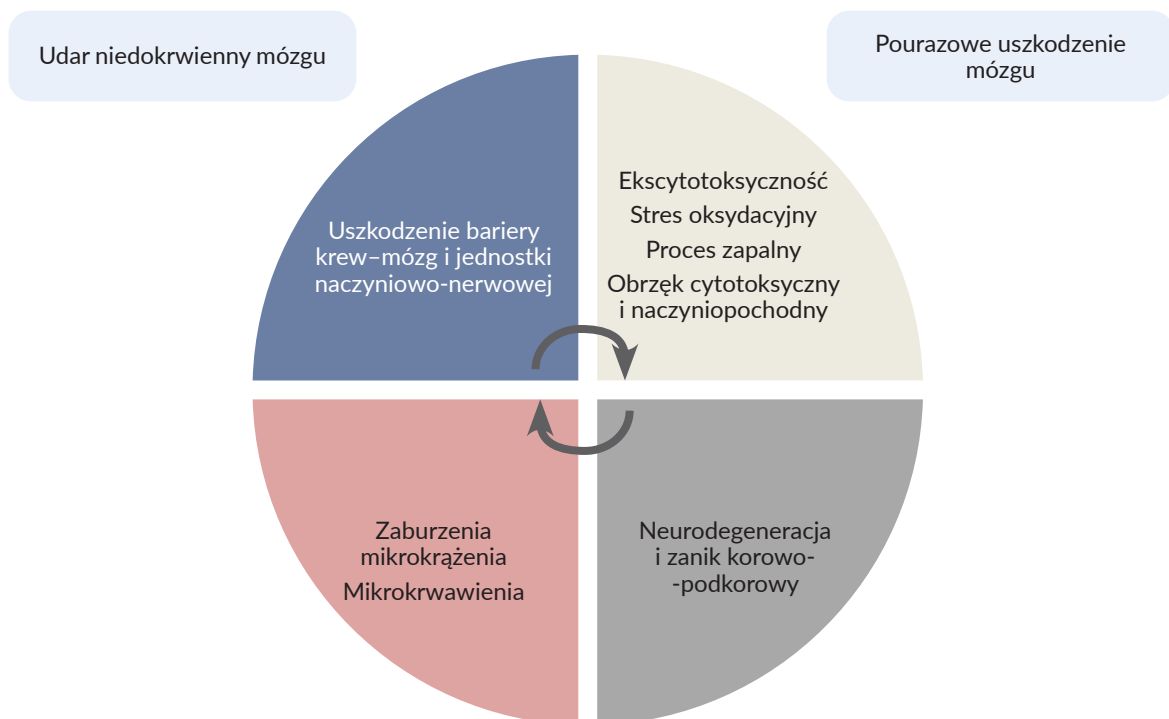 Udar niedokrwienny mózgu
Pourazowe uszkodzenie
mózgu
Uszkodzenie bariery
krew–mózg i jednostki
naczyniowo-nerwowej
Ekscytotoksyczność
Stres oksydacyjny
Proces zapalny
Obrzęk cytotoksyczny
i naczyniopochodny
Zaburzenia
mikrokrążenia
Mikrokrwawienia
Neurodegeneracja
i zanik korowo-
-podkorowy